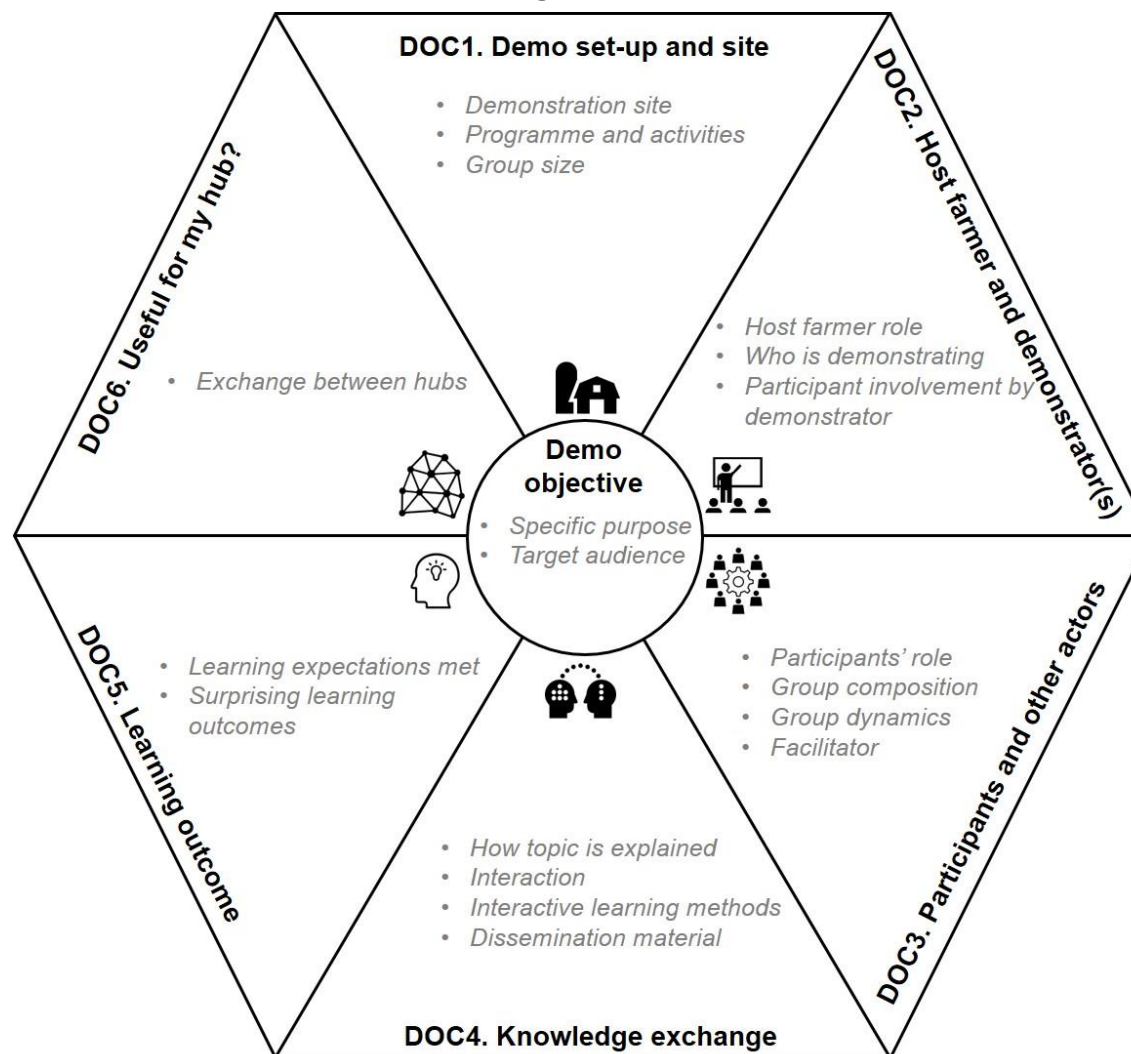 DOC1. Demo set-up and site
• Demonstration site
• Programme and activities
• Group size
DOC2. Host farmer and demonstrator(s)
• Host farmer role
• Who is demonstrating
• Participant involvement by
demonstrator
DOC3. Participants and other actors
• Participants' role
• Group composition
• Group dynamics
• Facilitator
DOC4. Knowledge exchange
• How topic is explained
• Interaction
• Interactive learning methods
• Dissemination material
DOC5. Learning outcome
• Learning expectations met
• Surprising learning
outcomes
DOC6. Useful for my hub?
• Exchange between hubs
Demo
objective
• Specific purpose
• Target audience